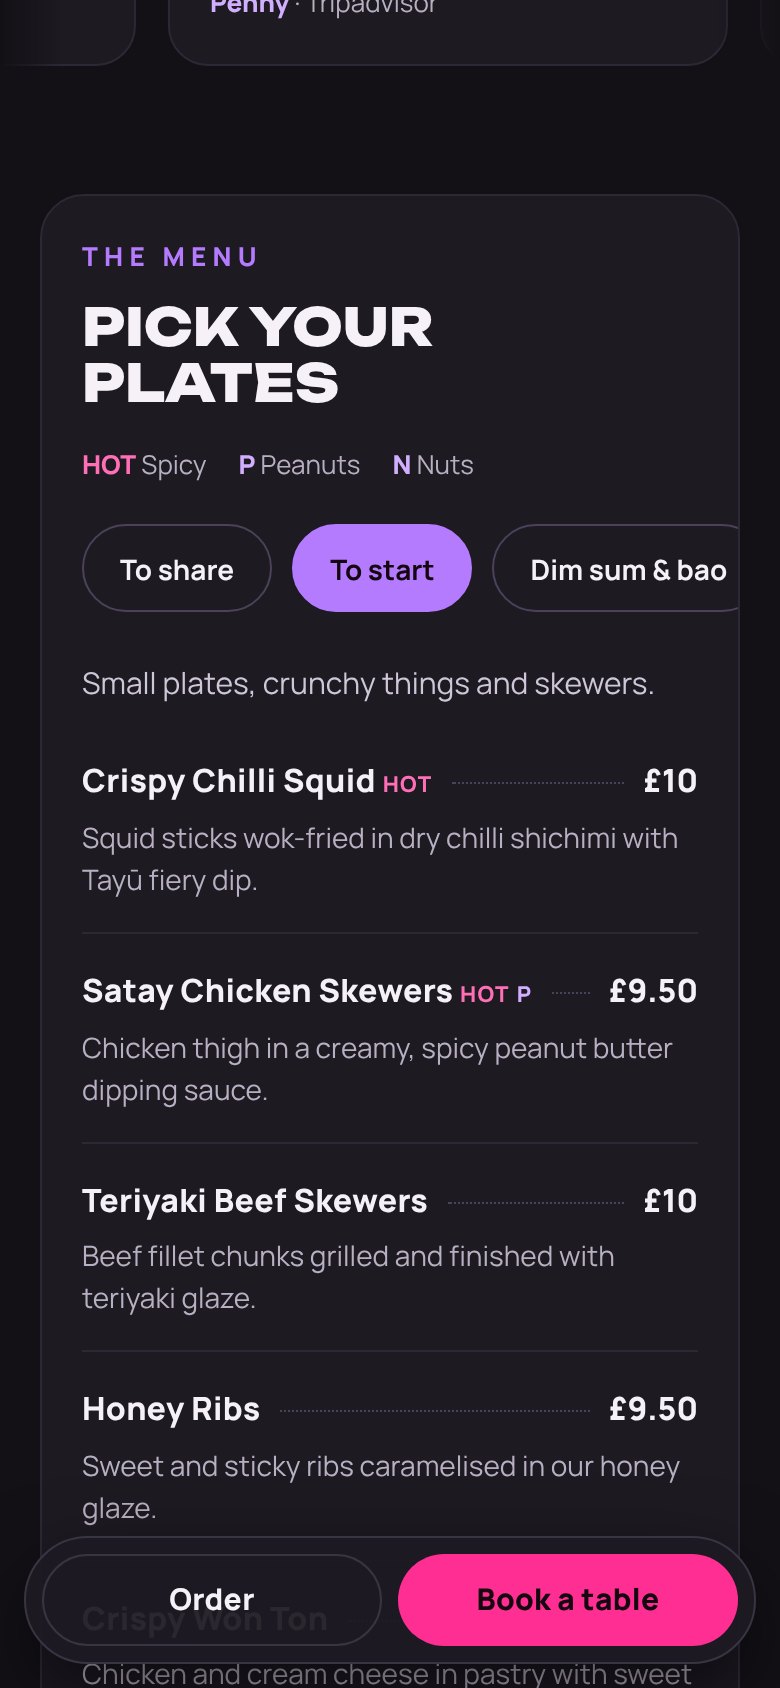 Penny · Tripadvisor
THE MENU
PICK YOUR
PLATES
HOT Spicy P Peanuts N Nuts
To share To start Dim sum & bao
Small plates, crunchy things and skewers.
Crispy Chilli Squid HOT £10
Squid sticks wok-fried in dry chilli shichimi with
Tayū fiery dip.
Satay Chicken Skewers HOT P £9.50
Chicken thigh in a creamy, spicy peanut butter
dipping sauce.
Teriyaki Beef Skewers £10
Beef fillet chunks grilled and finished with
teriyaki glaze.
Honey Ribs £9.50
Sweet and sticky ribs caramelised in our honey
glaze.
Order Book a table
Crispy Won Ton
Chicken and cream cheese in pastry with sweet